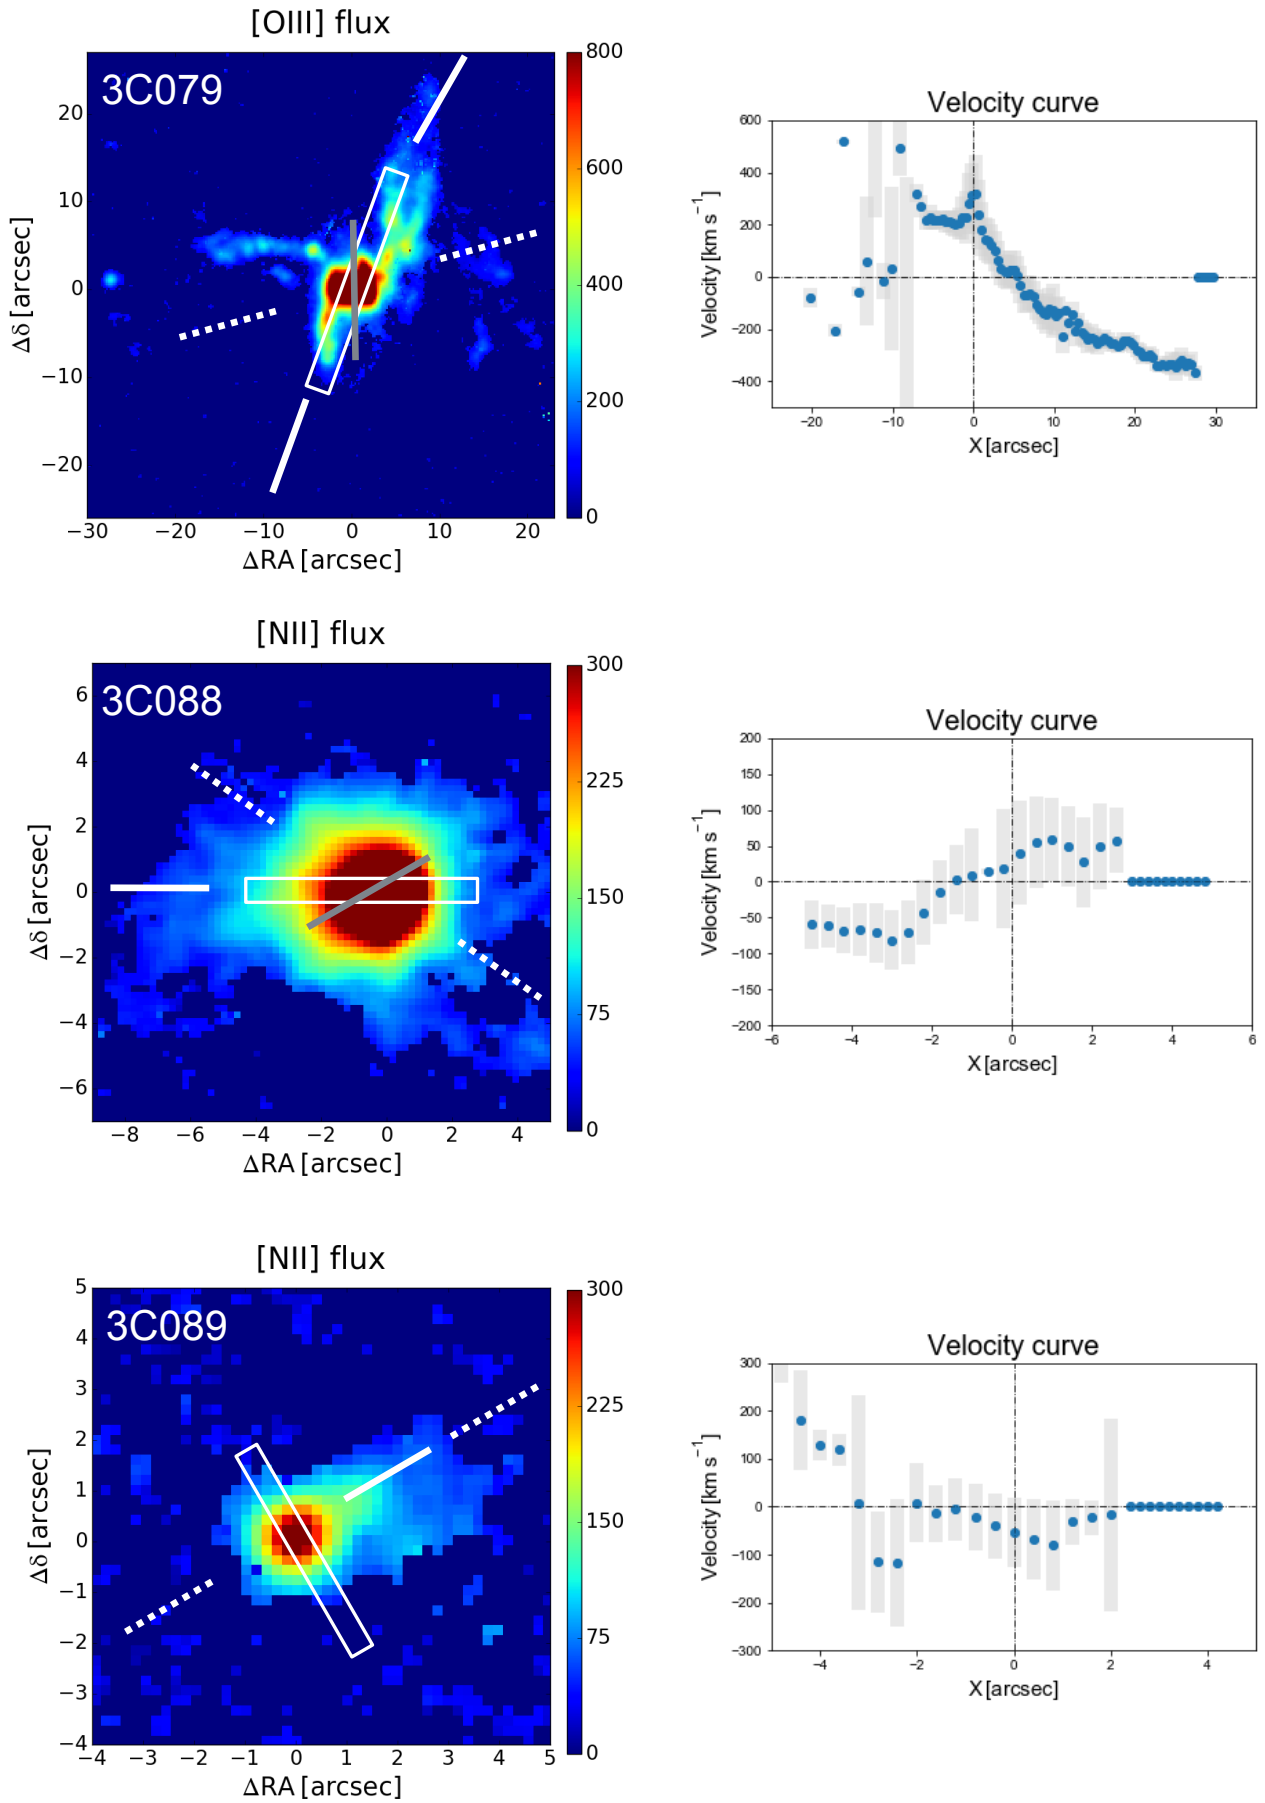 [OIII] flux
3C079
20
10
0
−10
−20
−30 −20 −10 0 10 20
ΔRA [arcsec]
Δδ [arcsec]
800
600
400
200
0
Velocity curve
600
400
200
0
−200
−400
−20 −10 0 10 20 30
X [arcsec]
Velocity [km s⁻¹]
[NII] flux
3C088
6
4
2
0
−2
−4
−6
−8 −6 −4 −2 0 2 4
ΔRA [arcsec]
Δδ [arcsec]
300
225
150
75
0
Velocity curve
200
150
100
50
0
−50
−100
−150
−200
−6 −4 −2 0 2 4 6
X [arcsec]
Velocity [km s⁻¹]
[NII] flux
3C089
5
4
3
2
1
0
−1
−2
−3
−4
−4 −3 −2 −1 0 1 2 3 4 5
ΔRA [arcsec]
Δδ [arcsec]
300
225
150
75
0
Velocity curve
300
200
100
0
−100
−200
−300
−4 −2 0 2 4
X [arcsec]
Velocity [km s⁻¹]